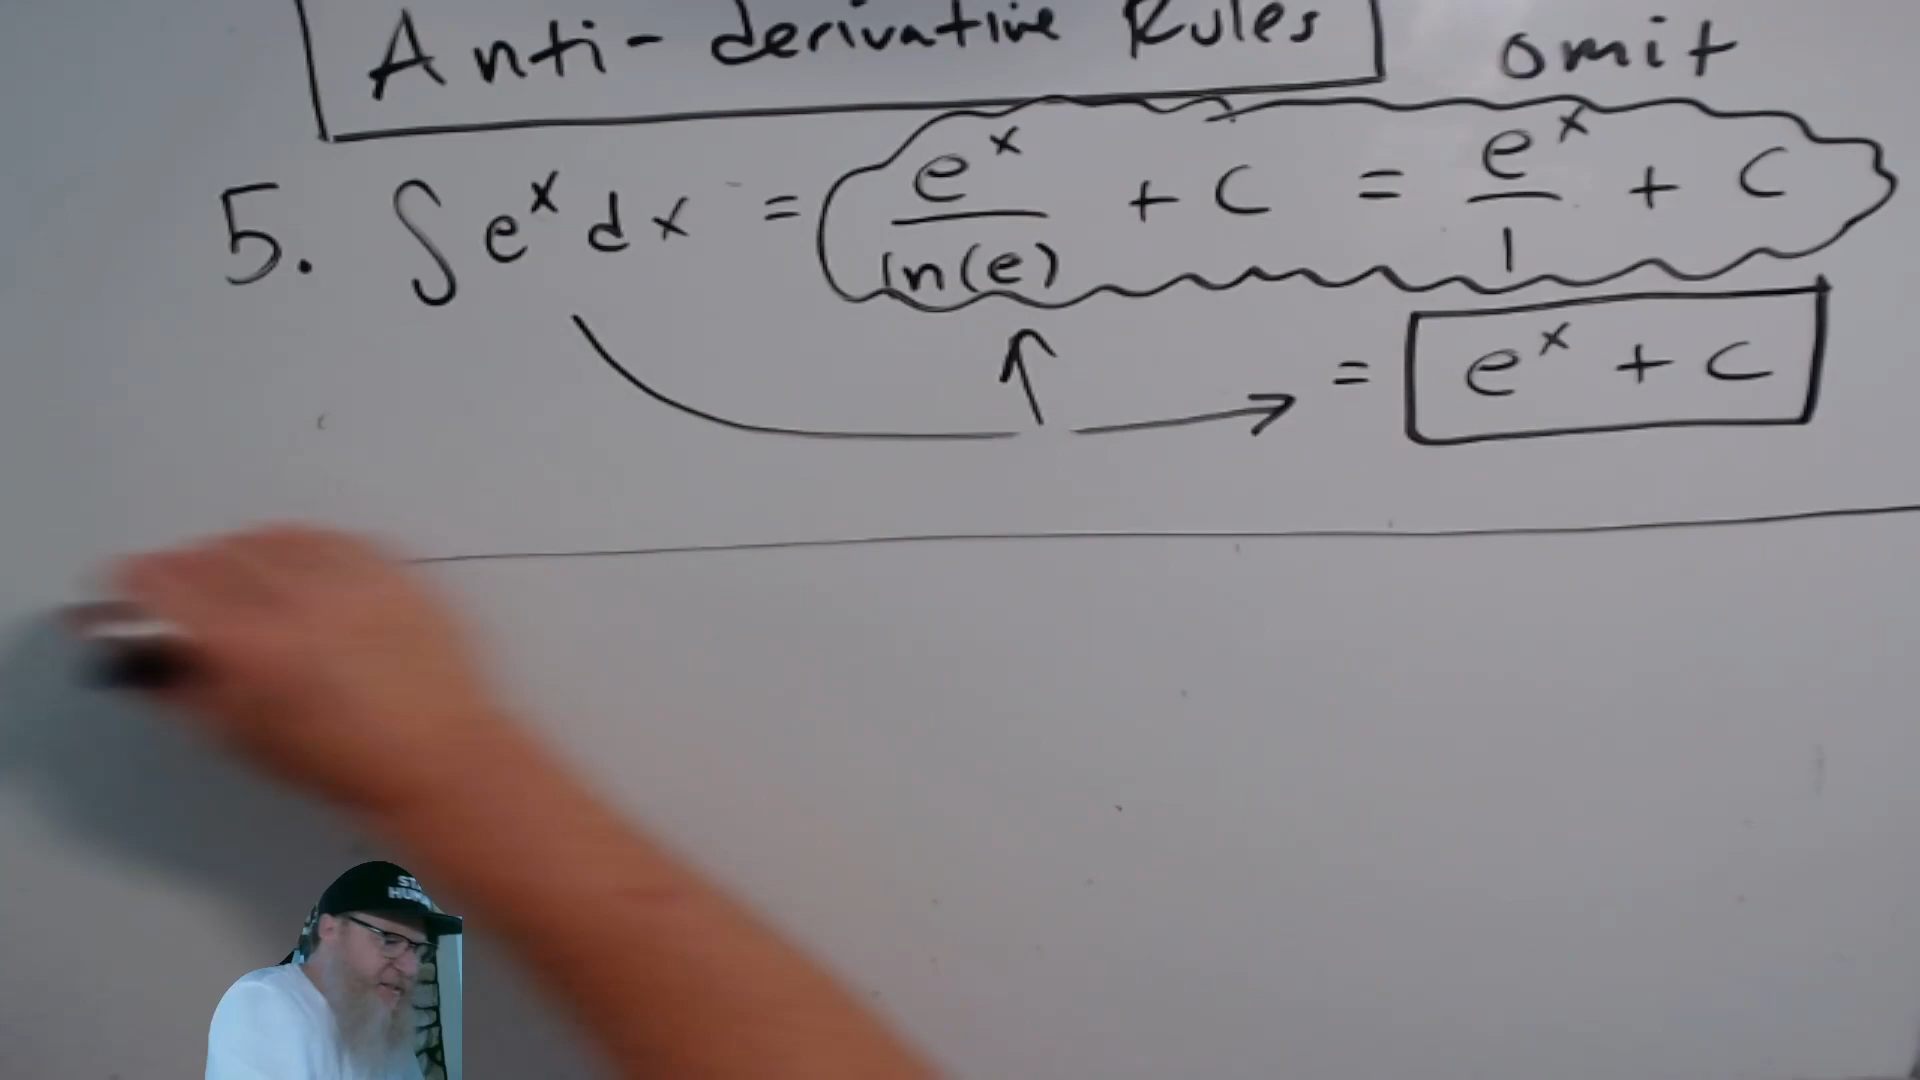 Anti-derivative Rules omit
5. ∫ e^x dx = e^x/ln(e) + C = e^x/1 + C
= e^x + C